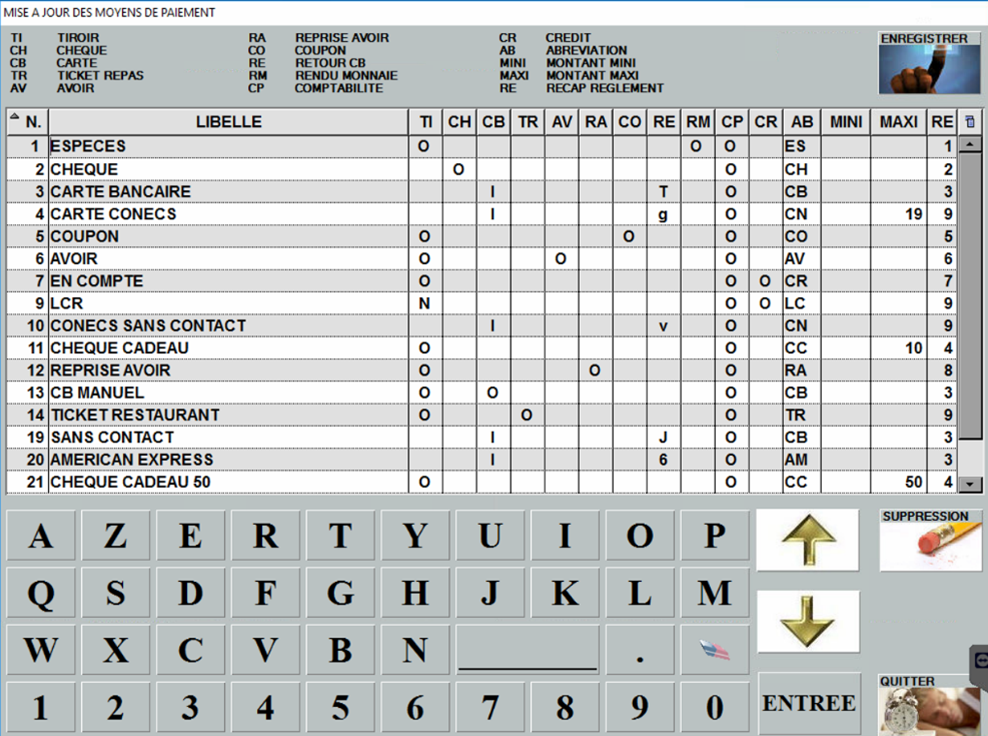 MISE A JOUR DES MOYENS DE PAIEMENT
TI TIROIR RA REPRISE AVOIR CR CREDIT
CH CHEQUE CO COUPON AB ABREVIATION
CB CARTE RE RETOUR CB MINI MONTANT MINI
TR TICKET REPAS RM RENDU MONNAIE MAXI MONTANT MAXI
AV AVOIR CP COMPTABILITE RE RECAP REGLEMENT
ENREGISTRER
N. LIBELLE TI CH CB TR AV RA CO RE RM CP CR AB MINI MAXI RE
1 ESPECES O O O ES 1
2 CHEQUE O O CH 2
3 CARTE BANCAIRE I T O CB 3
4 CARTE CONECS I g O CN 19 9
5 COUPON O O O CO 5
6 AVOIR O O O AV 6
7 EN COMPTE O O O CR 7
9 LCR N O O LC 9
10 CONECS SANS CONTACT I v O CN 9
11 CHEQUE CADEAU O O CC 10 4
12 REPRISE AVOIR O O O RA 8
13 CB MANUEL O O O CB 3
14 TICKET RESTAURANT O O O TR 9
19 SANS CONTACT I J O CB 3
20 AMERICAN EXPRESS I 6 O AM 3
21 CHEQUE CADEAU 50 O O CC 50 4
A Z E R T Y U I O P
SUPPRESSION
Q S D F G H J K L M
W X C V B N .
QUITTER
1 2 3 4 5 6 7 8 9 0 ENTREE